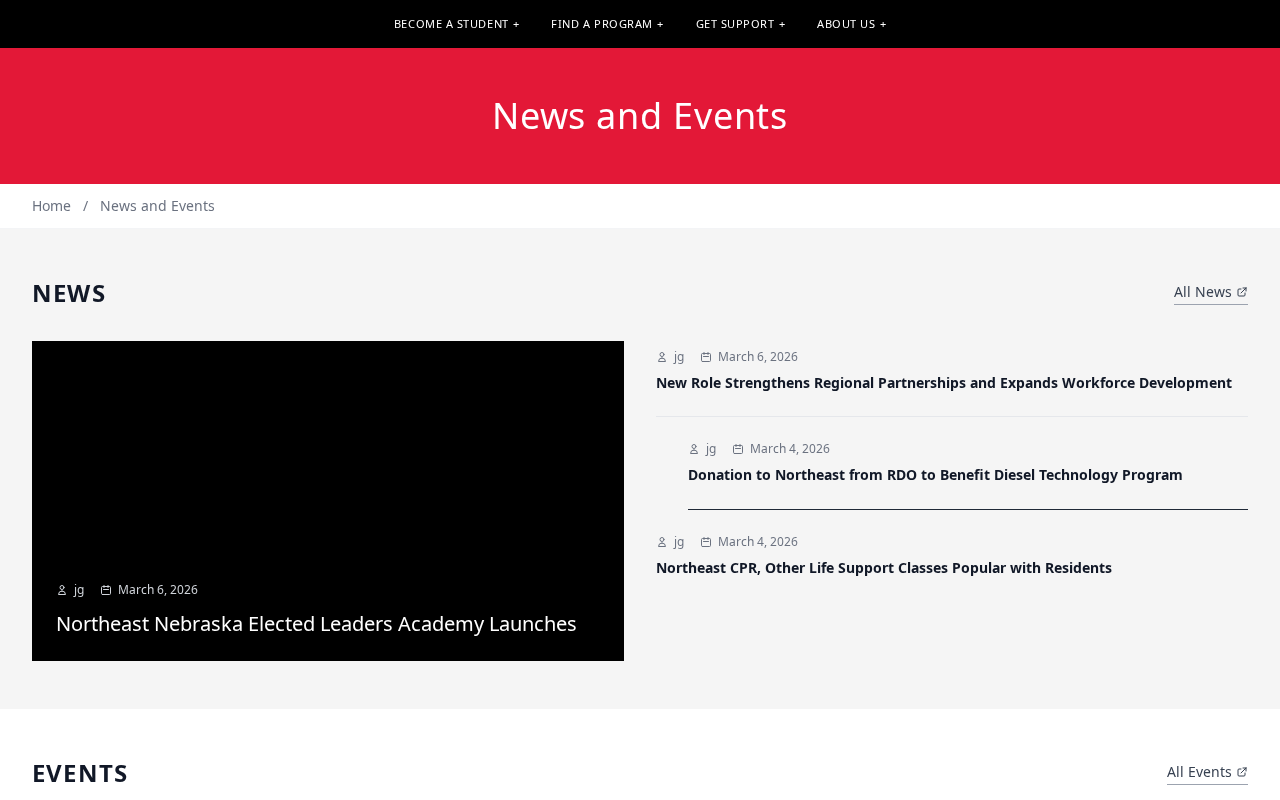 BECOME A STUDENT + FIND A PROGRAM + GET SUPPORT + ABOUT US +
News and Events
Home / News and Events
NEWS
All News
jg March 6, 2026
Northeast Nebraska Elected Leaders Academy Launches
jg March 6, 2026
New Role Strengthens Regional Partnerships and Expands Workforce Development
jg March 4, 2026
Donation to Northeast from RDO to Benefit Diesel Technology Program
jg March 4, 2026
Northeast CPR, Other Life Support Classes Popular with Residents
EVENTS
All Events